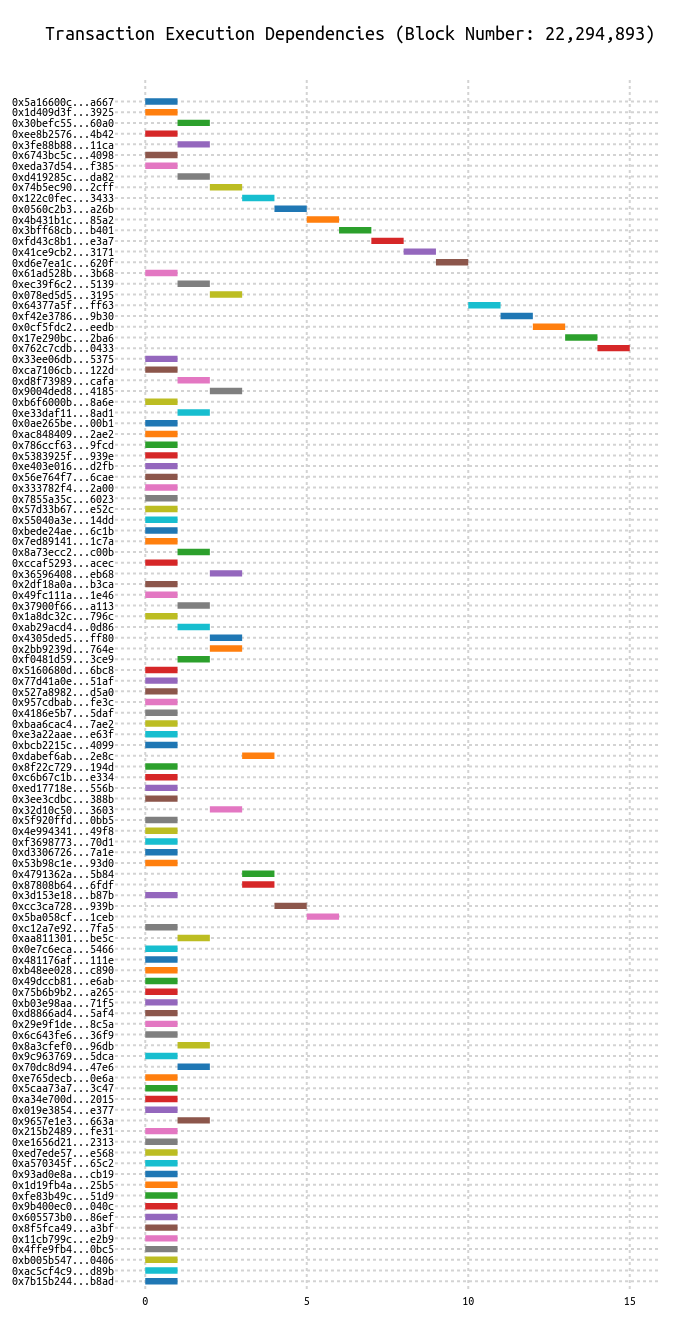 Transaction Execution Dependencies (Block Number: 22,294,893)
0x5a16600c...a667
0x1d409d3f...3925
0x30befc55...60a0
0xee8b2576...4b42
0x3fe88b88...11ca
0x6743bc5c...4098
0xeda37d54...f385
0xd419285c...da82
0x74b5ec90...2cff
0x122c0fec...3433
0x0560c2b3...a26b
0x4b431b1c...85a2
0x3bff68cb...b401
0xfd43c8b1...e3a7
0x41ce9cb2...3171
0xd6e7ea1c...620f
0x61ad528b...3b68
0xec39f6c2...5139
0x078ed5d5...3195
0x64377a5f...ff63
0xf42e3786...9b30
0x0cf5fdc2...eedb
0x17e290bc...2ba6
0x762c7cdb...0433
0x33ee06db...5375
0xca7106cb...122d
0xd8f73989...cafa
0x9004ded8...4185
0xb6f6000b...8a6e
0xe33daf11...8ad1
0x0ae265be...00b1
0xac848409...2ae2
0x786ccf63...9fcd
0x5383925f...939e
0xe403e016...d2fb
0x56e764f7...6cae
0x333782f4...2a00
0x7855a35c...6023
0x57d33b67...e52c
0x55040a3e...14dd
0xbede24ae...6c1b
0x7ed89141...1c7a
0x8a73ecc2...c00b
0xccaf5293...acec
0x36596408...eb68
0x2df18a0a...b3ca
0x49fc111a...1e46
0x37900f66...a113
0x1a8dc32c...796c
0xab29acd4...0d86
0x4305ded5...ff80
0x2bb9239d...764e
0xf0481d59...3ce9
0x5160680d...6bc8
0x77d41a0e...51af
0x527a8982...d5a0
0x957cdbab...fe3c
0x4186e5b7...5daf
0xbaa6cac4...7ae2
0xe3a22aae...e63f
0xbcb2215c...4099
0xdabef6ab...2e8c
0x8f22c729...194d
0xc6b67c1b...e334
0xed17718e...556b
0x3ee3cdbc...388b
0x32d10c50...3603
0x5f920ffd...0bb5
0x4e994341...49f8
0xf3698773...70d1
0xd3306726...7a1e
0x53b98c1e...93d0
0x4791362a...5b84
0x87808b64...6fdf
0x3d153e18...b87b
0xcc3ca728...939b
0x5ba058cf...1ceb
0xc12a7e92...7fa5
0xaa811301...be5c
0x0e7c6eca...5466
0x481176af...111e
0xb48ee028...c890
0x49dccb81...e6ab
0x75b6b9b2...a265
0xb03e98aa...71f5
0xd8866ad4...5af4
0x29e9f1de...8c5a
0x6c643fe6...36f9
0x8a3cfef0...96db
0x9c963769...5dca
0x70dc8d94...47e6
0xe765decb...0e6a
0x5caa73a7...3c47
0xa34e700d...2015
0x019e3854...e377
0x9657e1e3...663a
0x215b2489...fe31
0xe1656d21...2313
0xed7ede57...e568
0xa570345f...65c2
0x93ad0e8a...cb19
0x1d19fb4a...25b5
0xfe83b49c...51d9
0x9b400ec0...040c
0x605573b0...86ef
0x8f5fca49...a3bf
0x11cb799c...e2b9
0x4ffe9fb4...0bc5
0xb005b547...0406
0xac5cf4c9...d89b
0x7b15b244...b8ad
0 5 10 15